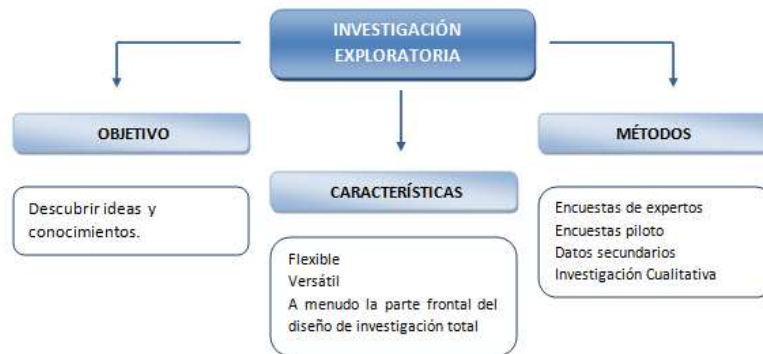 INVESTIGACIÓN
EXPLORATORIA
OBJETIVO
Descubrir ideas y
conocimientos.
CARACTERÍSTICAS
Flexible
Versátil
A menudo la parte frontal del
diseño de investigación total
MÉTODOS
Encuestas de expertos
Encuestas piloto
Datos secundarios
Investigación Cualitativa